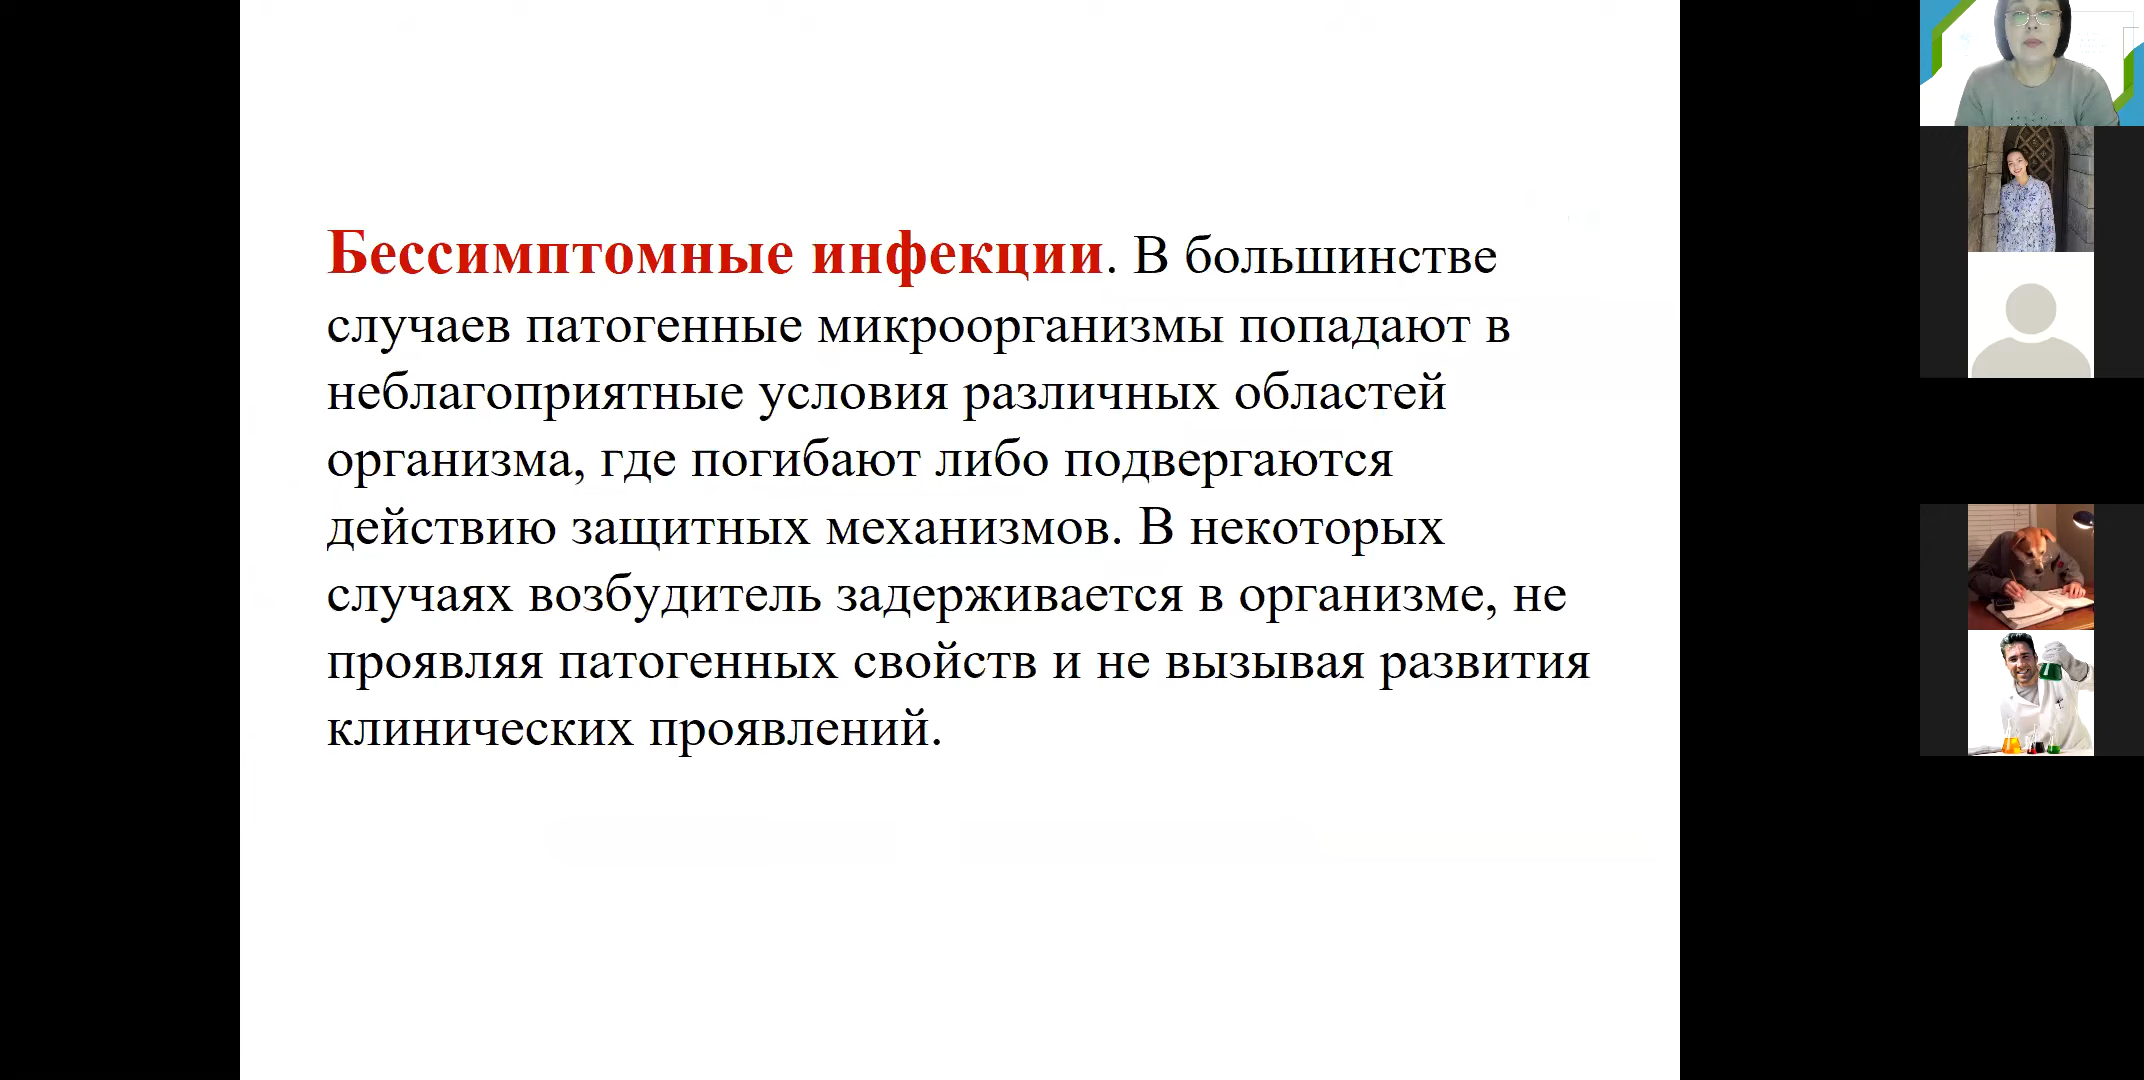 Бессимптомные инфекции. В большинстве
случаев патогенные микроорганизмы попадают в
неблагоприятные условия различных областей
организма, где погибают либо подвергаются
действию защитных механизмов. В некоторых
случаях возбудитель задерживается в организме, не
проявляя патогенных свойств и не вызывая развития
клинических проявлений.